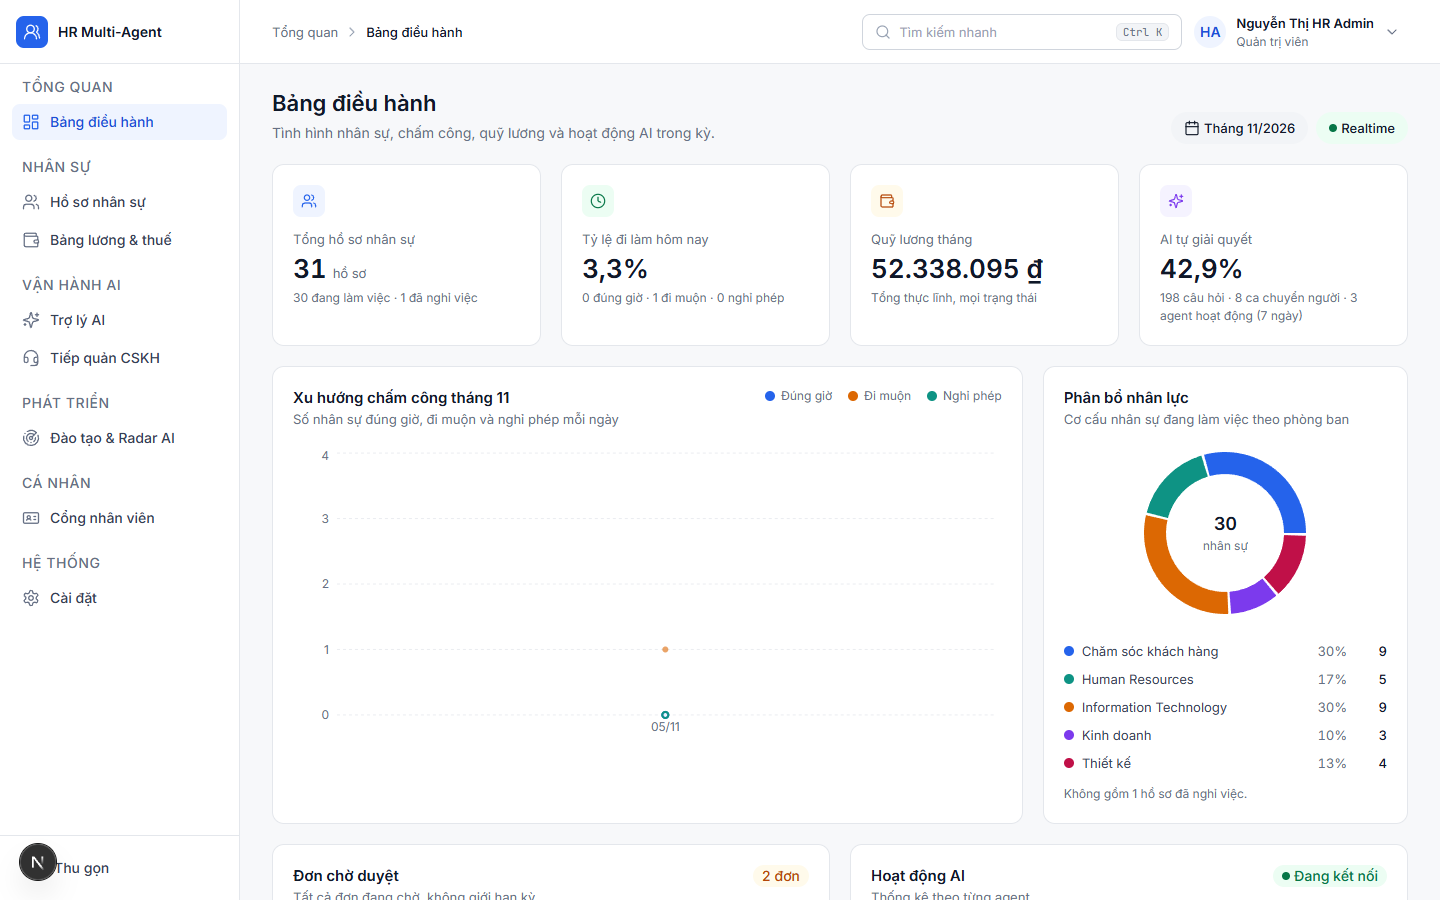 HR Multi-Agent
TỔNG QUAN
Bảng điều hành
NHÂN SỰ
Hồ sơ nhân sự
Bảng lương & thuế
VẬN HÀNH AI
Trợ lý AI
Tiếp quản CSKH
PHÁT TRIỂN
Đào tạo & Radar AI
CÁ NHÂN
Cổng nhân viên
HỆ THỐNG
Cài đặt
N
Thu gọn
Tổng quan
Bảng điều hành
Tìm kiếm nhanh
Ctrl K
HA
Nguyễn Thị HR Admin
Quản trị viên
Bảng điều hành
Tình hình nhân sự, chấm công, quỹ lương và hoạt động AI trong kỳ.
Tháng 11/2026
Realtime
Tổng hồ sơ nhân sự
31 hồ sơ
30 đang làm việc · 1 đã nghỉ việc
Tỷ lệ đi làm hôm nay
3,3%
0 đúng giờ · 1 đi muộn · 0 nghỉ phép
Quỹ lương tháng
52.338.095 ₫
Tổng thực lĩnh, mọi trạng thái
AI tự giải quyết
42,9%
198 câu hỏi · 8 ca chuyển người · 3
agent hoạt động (7 ngày)
Xu hướng chấm công tháng 11
Số nhân sự đúng giờ, đi muộn và nghỉ phép mỗi ngày
Đúng giờ
Đi muộn
Nghỉ phép
4
3
2
1
0
05/11
Phân bổ nhân lực
Cơ cấu nhân sự đang làm việc theo phòng ban
30
nhân sự
Chăm sóc khách hàng 30% 9
Human Resources 17% 5
Information Technology 30% 9
Kinh doanh 10% 3
Thiết kế 13% 4
Không gồm 1 hồ sơ đã nghỉ việc.
Đơn chờ duyệt
2 đơn
Tất cả đơn đang chờ, không giới hạn kỳ
Hoạt động AI
Đang kết nối
Thống kê theo từng agent